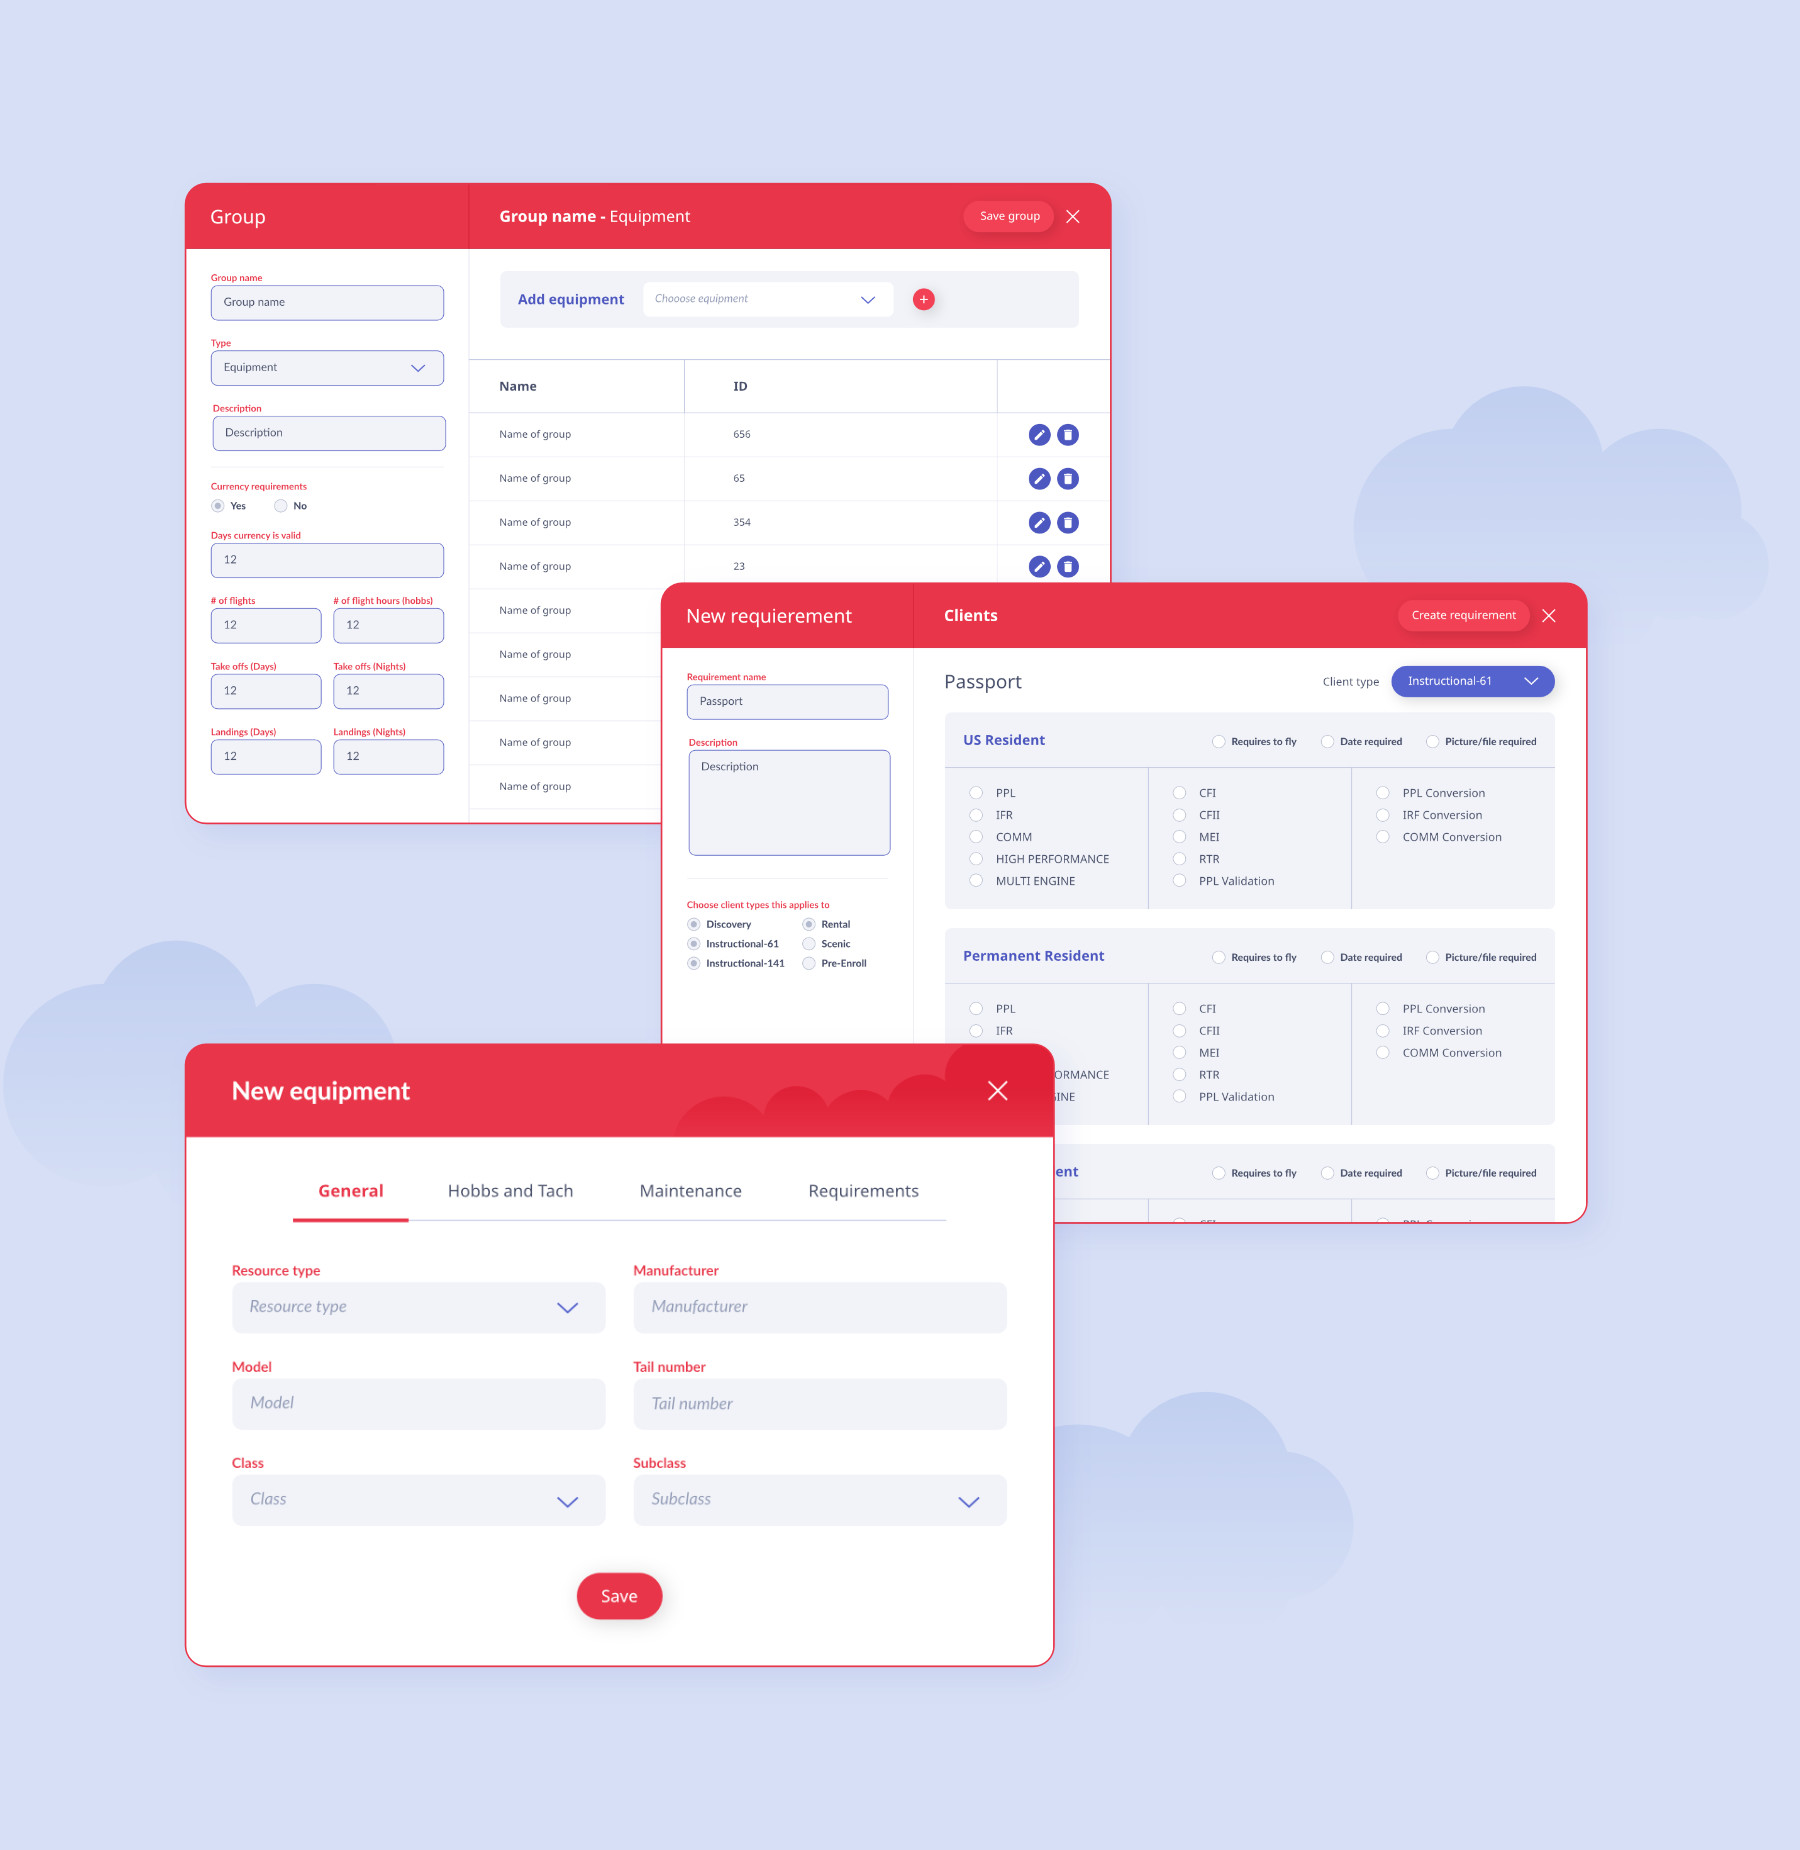 Group
Group name - Equipment
Save group
Group name
Group name
Type
Equipment
Description
Description
Currency requirements
Yes No
Days currency is valid
12
# of flights # of flight hours (hobbs)
12 12
Take offs (Days) Take offs (Nights)
12 12
Landings (Days) Landings (Nights)
12 12
Add equipment Chooose equipment
Name ID
Name of group 656
Name of group 65
Name of group 354
Name of group 23
Name of group
Name of group
Name of group
Name of group
Name of group
New requierement
Clients
Create requirement
Requirement name
Passport
Description
Description
Choose client types this applies to
Discovery Rental
Instructional-61 Scenic
Instructional-141 Pre-Enroll
Passport
Client type Instructional-61
US Resident Requires to fly Date required Picture/file required
PPL CFI PPL Conversion
IFR CFII IRF Conversion
COMM MEI COMM Conversion
HIGH PERFORMANCE RTR
MULTI ENGINE PPL Validation
Permanent Resident Requires to fly Date required Picture/file required
PPL CFI PPL Conversion
IFR CFII IRF Conversion
MEI COMM Conversion
ORMANCE RTR
INE PPL Validation
ent Requires to fly Date required Picture/file required
New equipment
General Hobbs and Tach Maintenance Requirements
Resource type Manufacturer
Resource type Manufacturer
Model Tail number
Model Tail number
Class Subclass
Class Subclass
Save